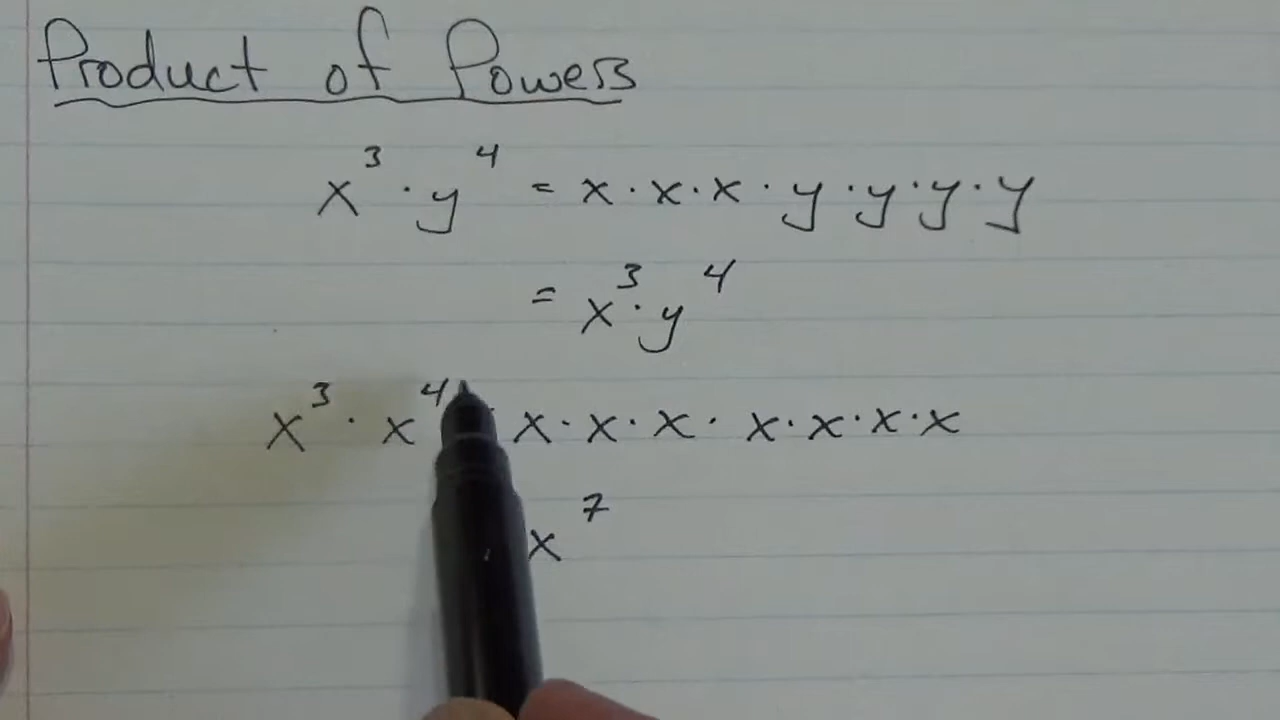 Product of Powers
x³ · y⁴ = x · x · x · y · y · y · y
= x³ · y⁴
x³ · x⁴ x · x · x · x · x · x · x
x⁷